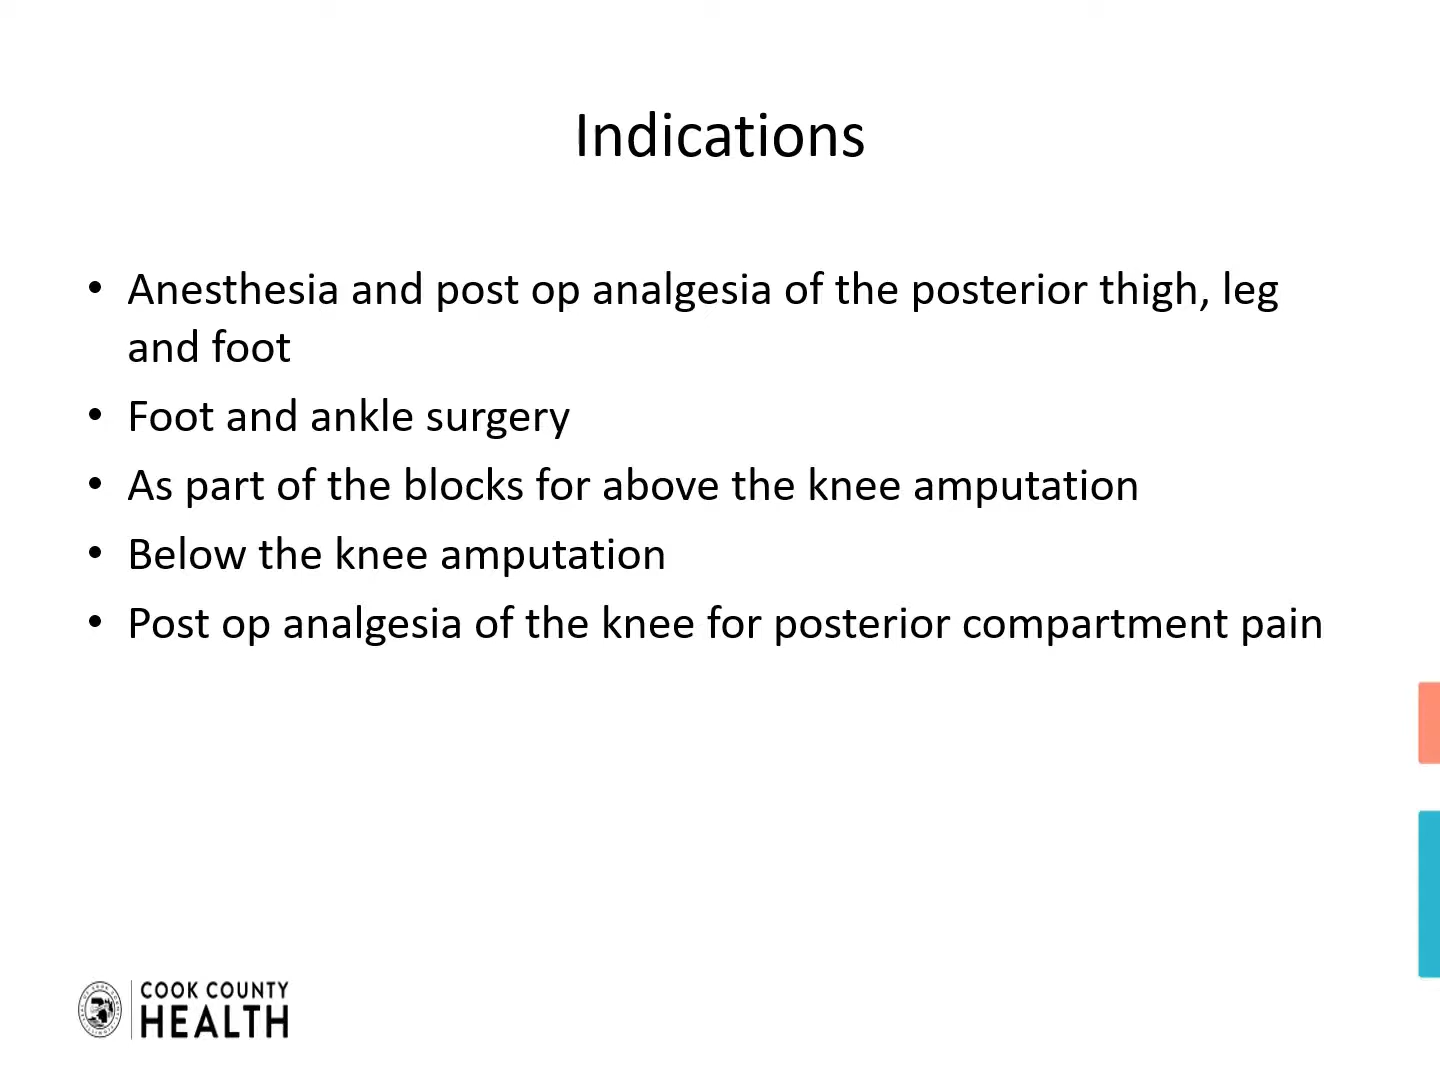 Indications
• Anesthesia and post op analgesia of the posterior thigh, leg
and foot
• Foot and ankle surgery
• As part of the blocks for above the knee amputation
• Below the knee amputation
• Post op analgesia of the knee for posterior compartment pain
COOK COUNTY
HEALTH